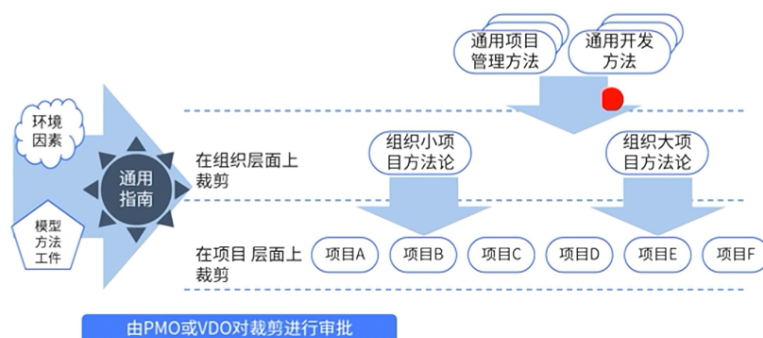 通用项目
管理方法
通用开发
方法
环境
因素
通用
指南
模型
方法
工件
在组织层面上
裁剪
组织小项
目方法论
组织大项
目方法论
在项目 层面上
裁剪
项目A
项目B
项目C
项目D
项目E
项目F
由PMO或VDO对裁剪进行审批